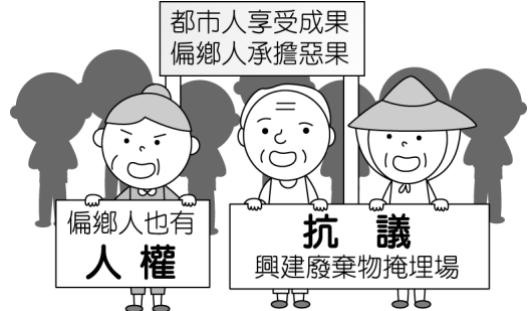 都市人享受成果
偏鄉人承擔惡果
偏鄉人也有
人權
抗議
興建廢棄物掩埋場